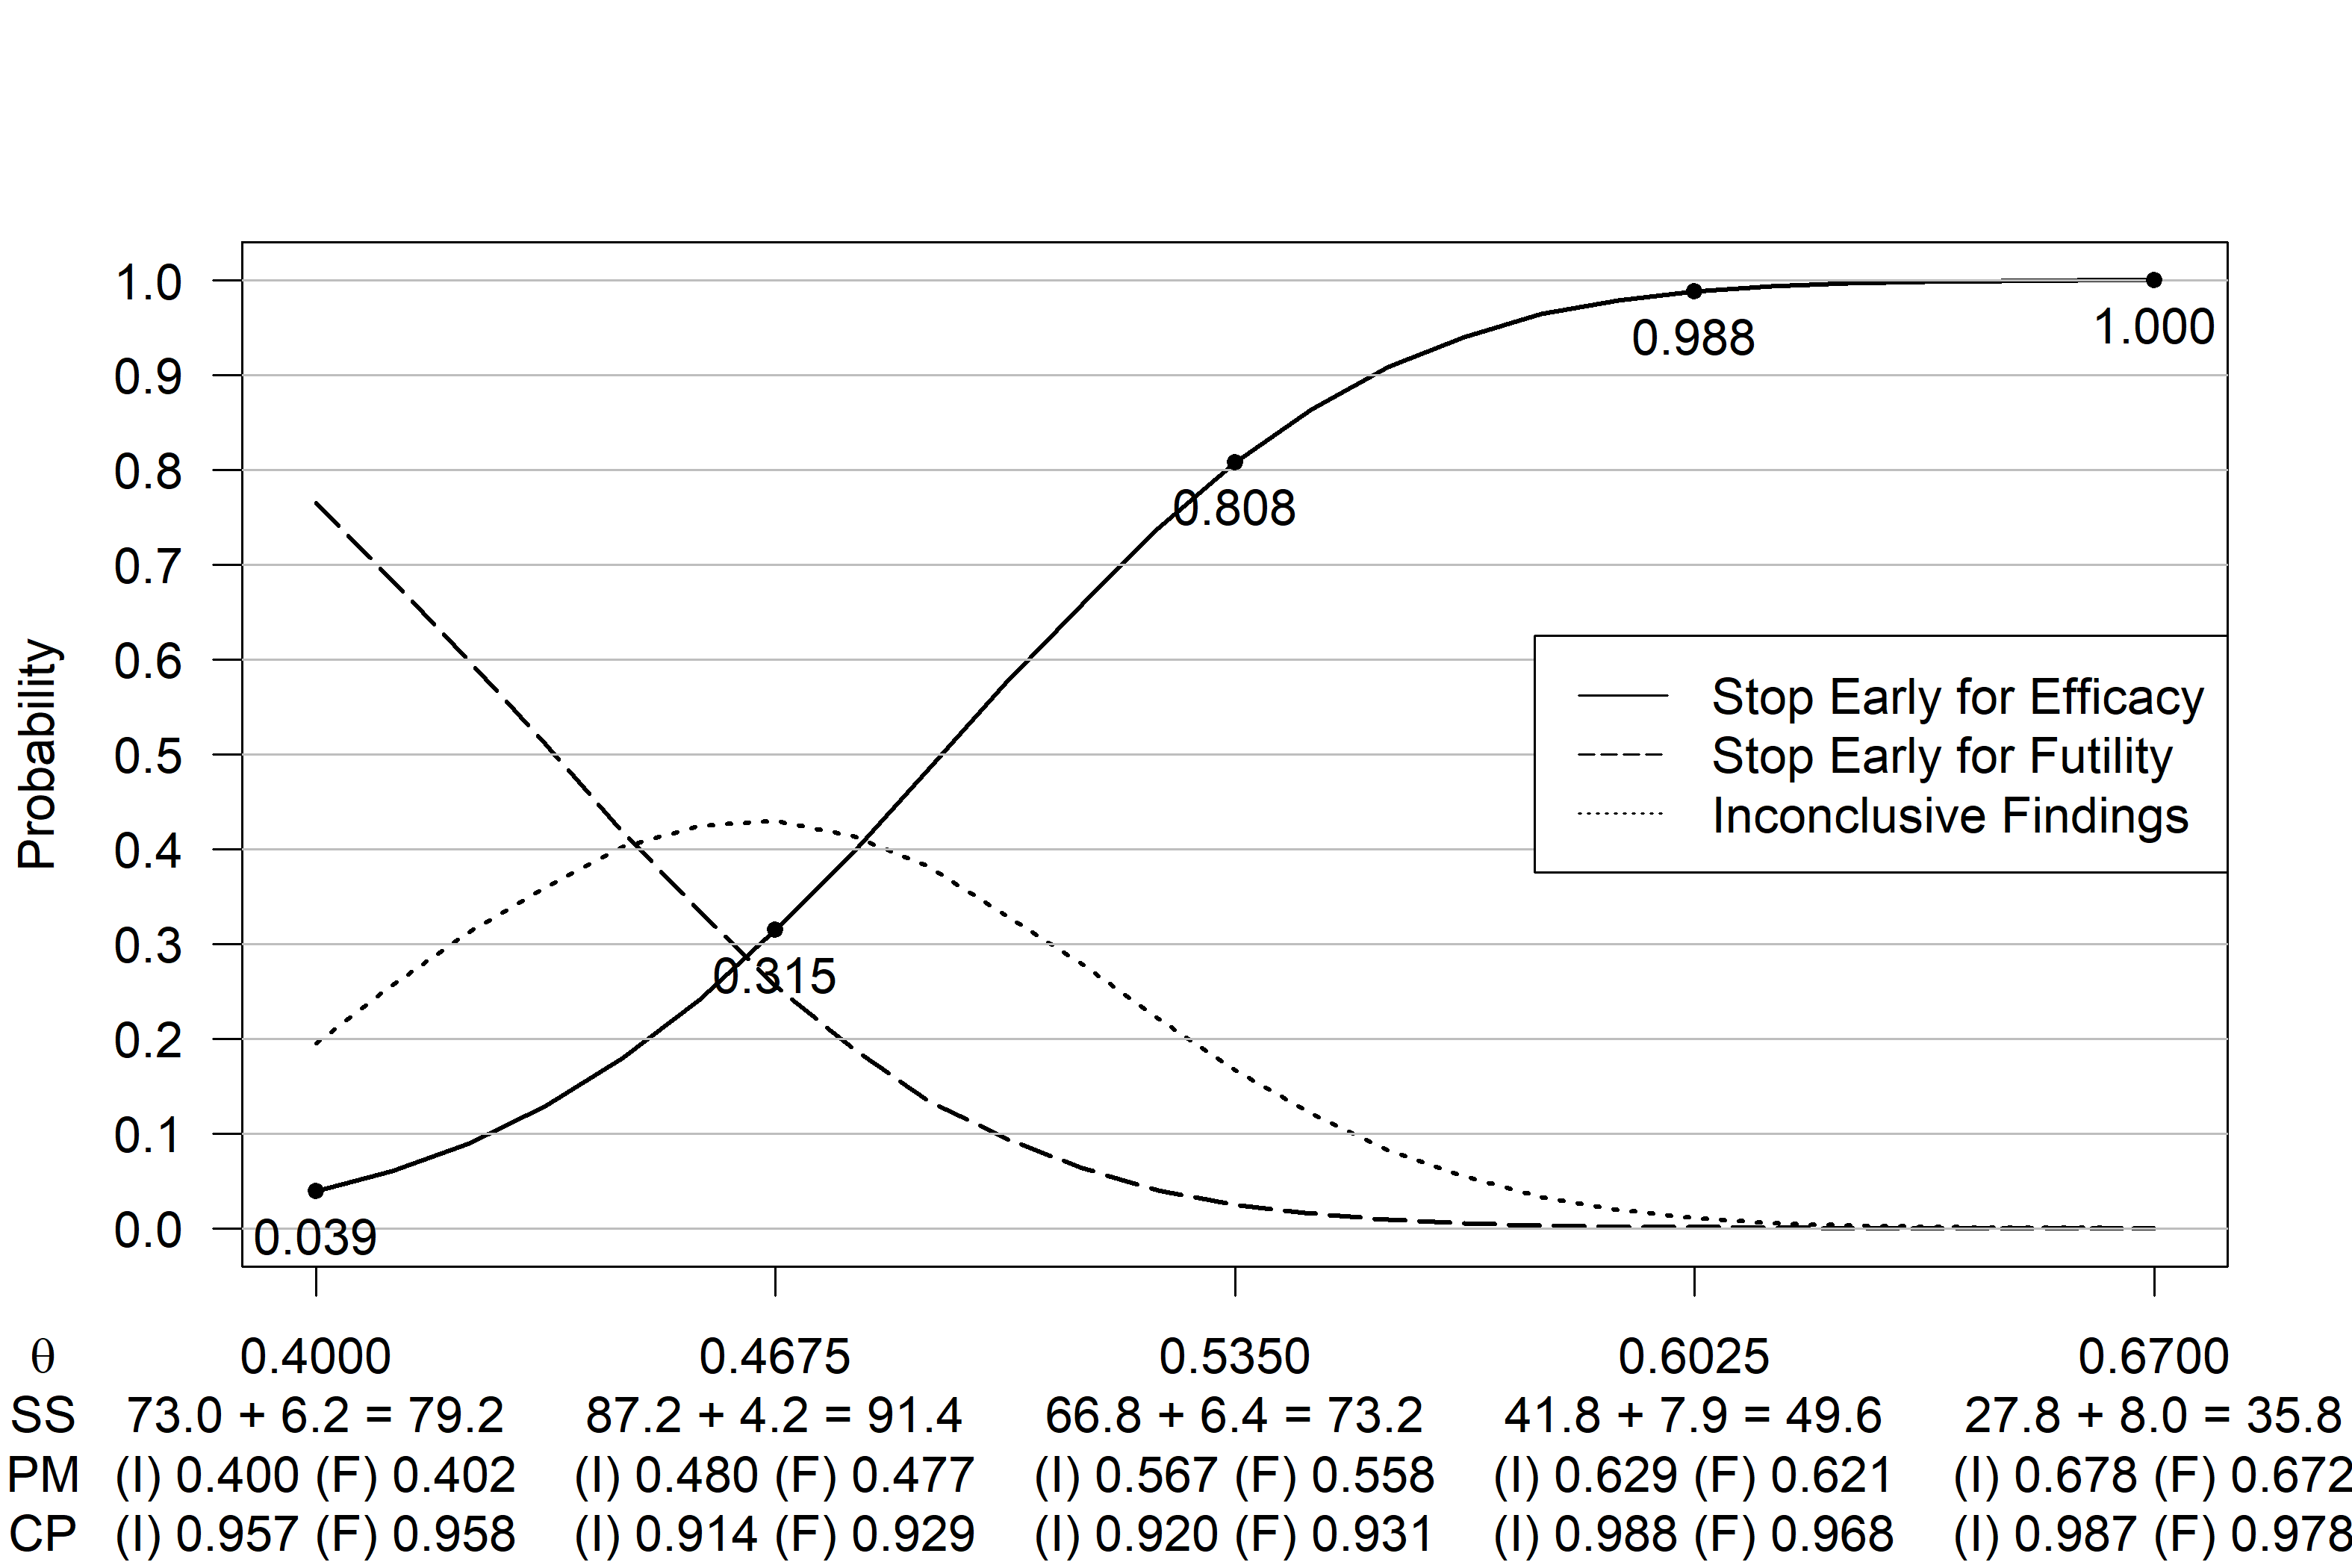 Probability
1.0
0.9
0.8
0.7
0.6
0.5
0.4
0.3
0.2
0.1
0.0
0.039
0.315
0.808
0.988
1.000
Stop Early for Efficacy
Stop Early for Futility
Inconclusive Findings
θ 0.4000 0.4675 0.5350 0.6025 0.6700
SS 73.0 + 6.2 = 79.2 87.2 + 4.2 = 91.4 66.8 + 6.4 = 73.2 41.8 + 7.9 = 49.6 27.8 + 8.0 = 35.8
PM (I) 0.400 (F) 0.402 (I) 0.480 (F) 0.477 (I) 0.567 (F) 0.558 (I) 0.629 (F) 0.621 (I) 0.678 (F) 0.672
CP (I) 0.957 (F) 0.958 (I) 0.914 (F) 0.929 (I) 0.920 (F) 0.931 (I) 0.988 (F) 0.968 (I) 0.987 (F) 0.978